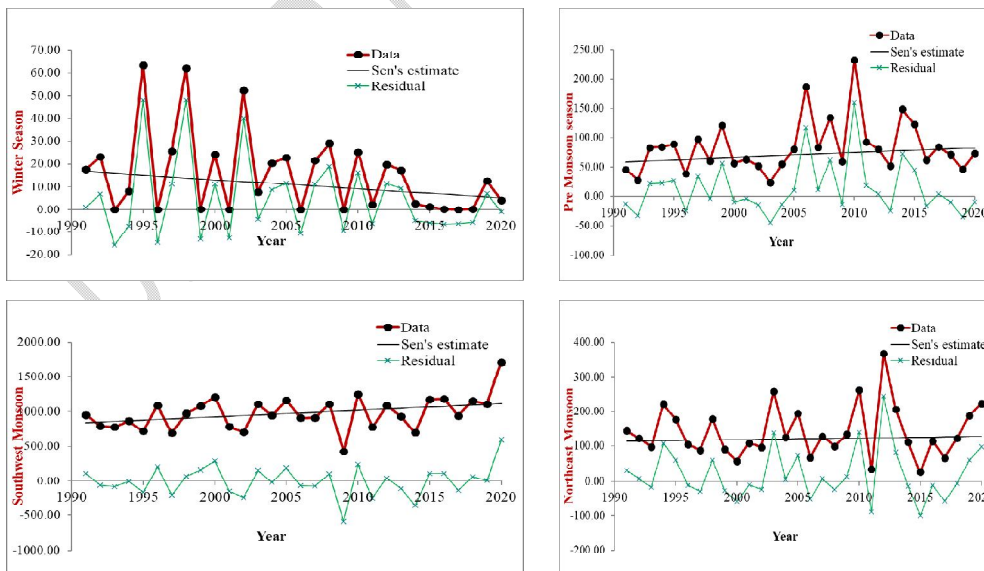 70.00
60.00
50.00
40.00
30.00
20.00
10.00
0.00
-10.00
-20.00
1990 1995 2000 2005 2010 2015 2020
Winter Season
Year
Data
Sen's estimate
Residual
250.00
200.00
150.00
100.00
50.00
0.00
-50.00
-100.00
1990 1995 2000 2005 2010 2015 2020
Pre Monsoon season
Year
Data
Sen's estimate
Residual
2000.00
1500.00
1000.00
500.00
0.00
-500.00
-1000.00
1990 1995 2000 2005 2010 2015 2020
Southwest Monsoon
Year
Data
Sen's estimate
Residual
400.00
300.00
200.00
100.00
0.00
-100.00
-200.00
1990 1995 2000 2005 2010 2015 2020
Northeast Monsoon
Year
Data
Sen's estimate
Residual